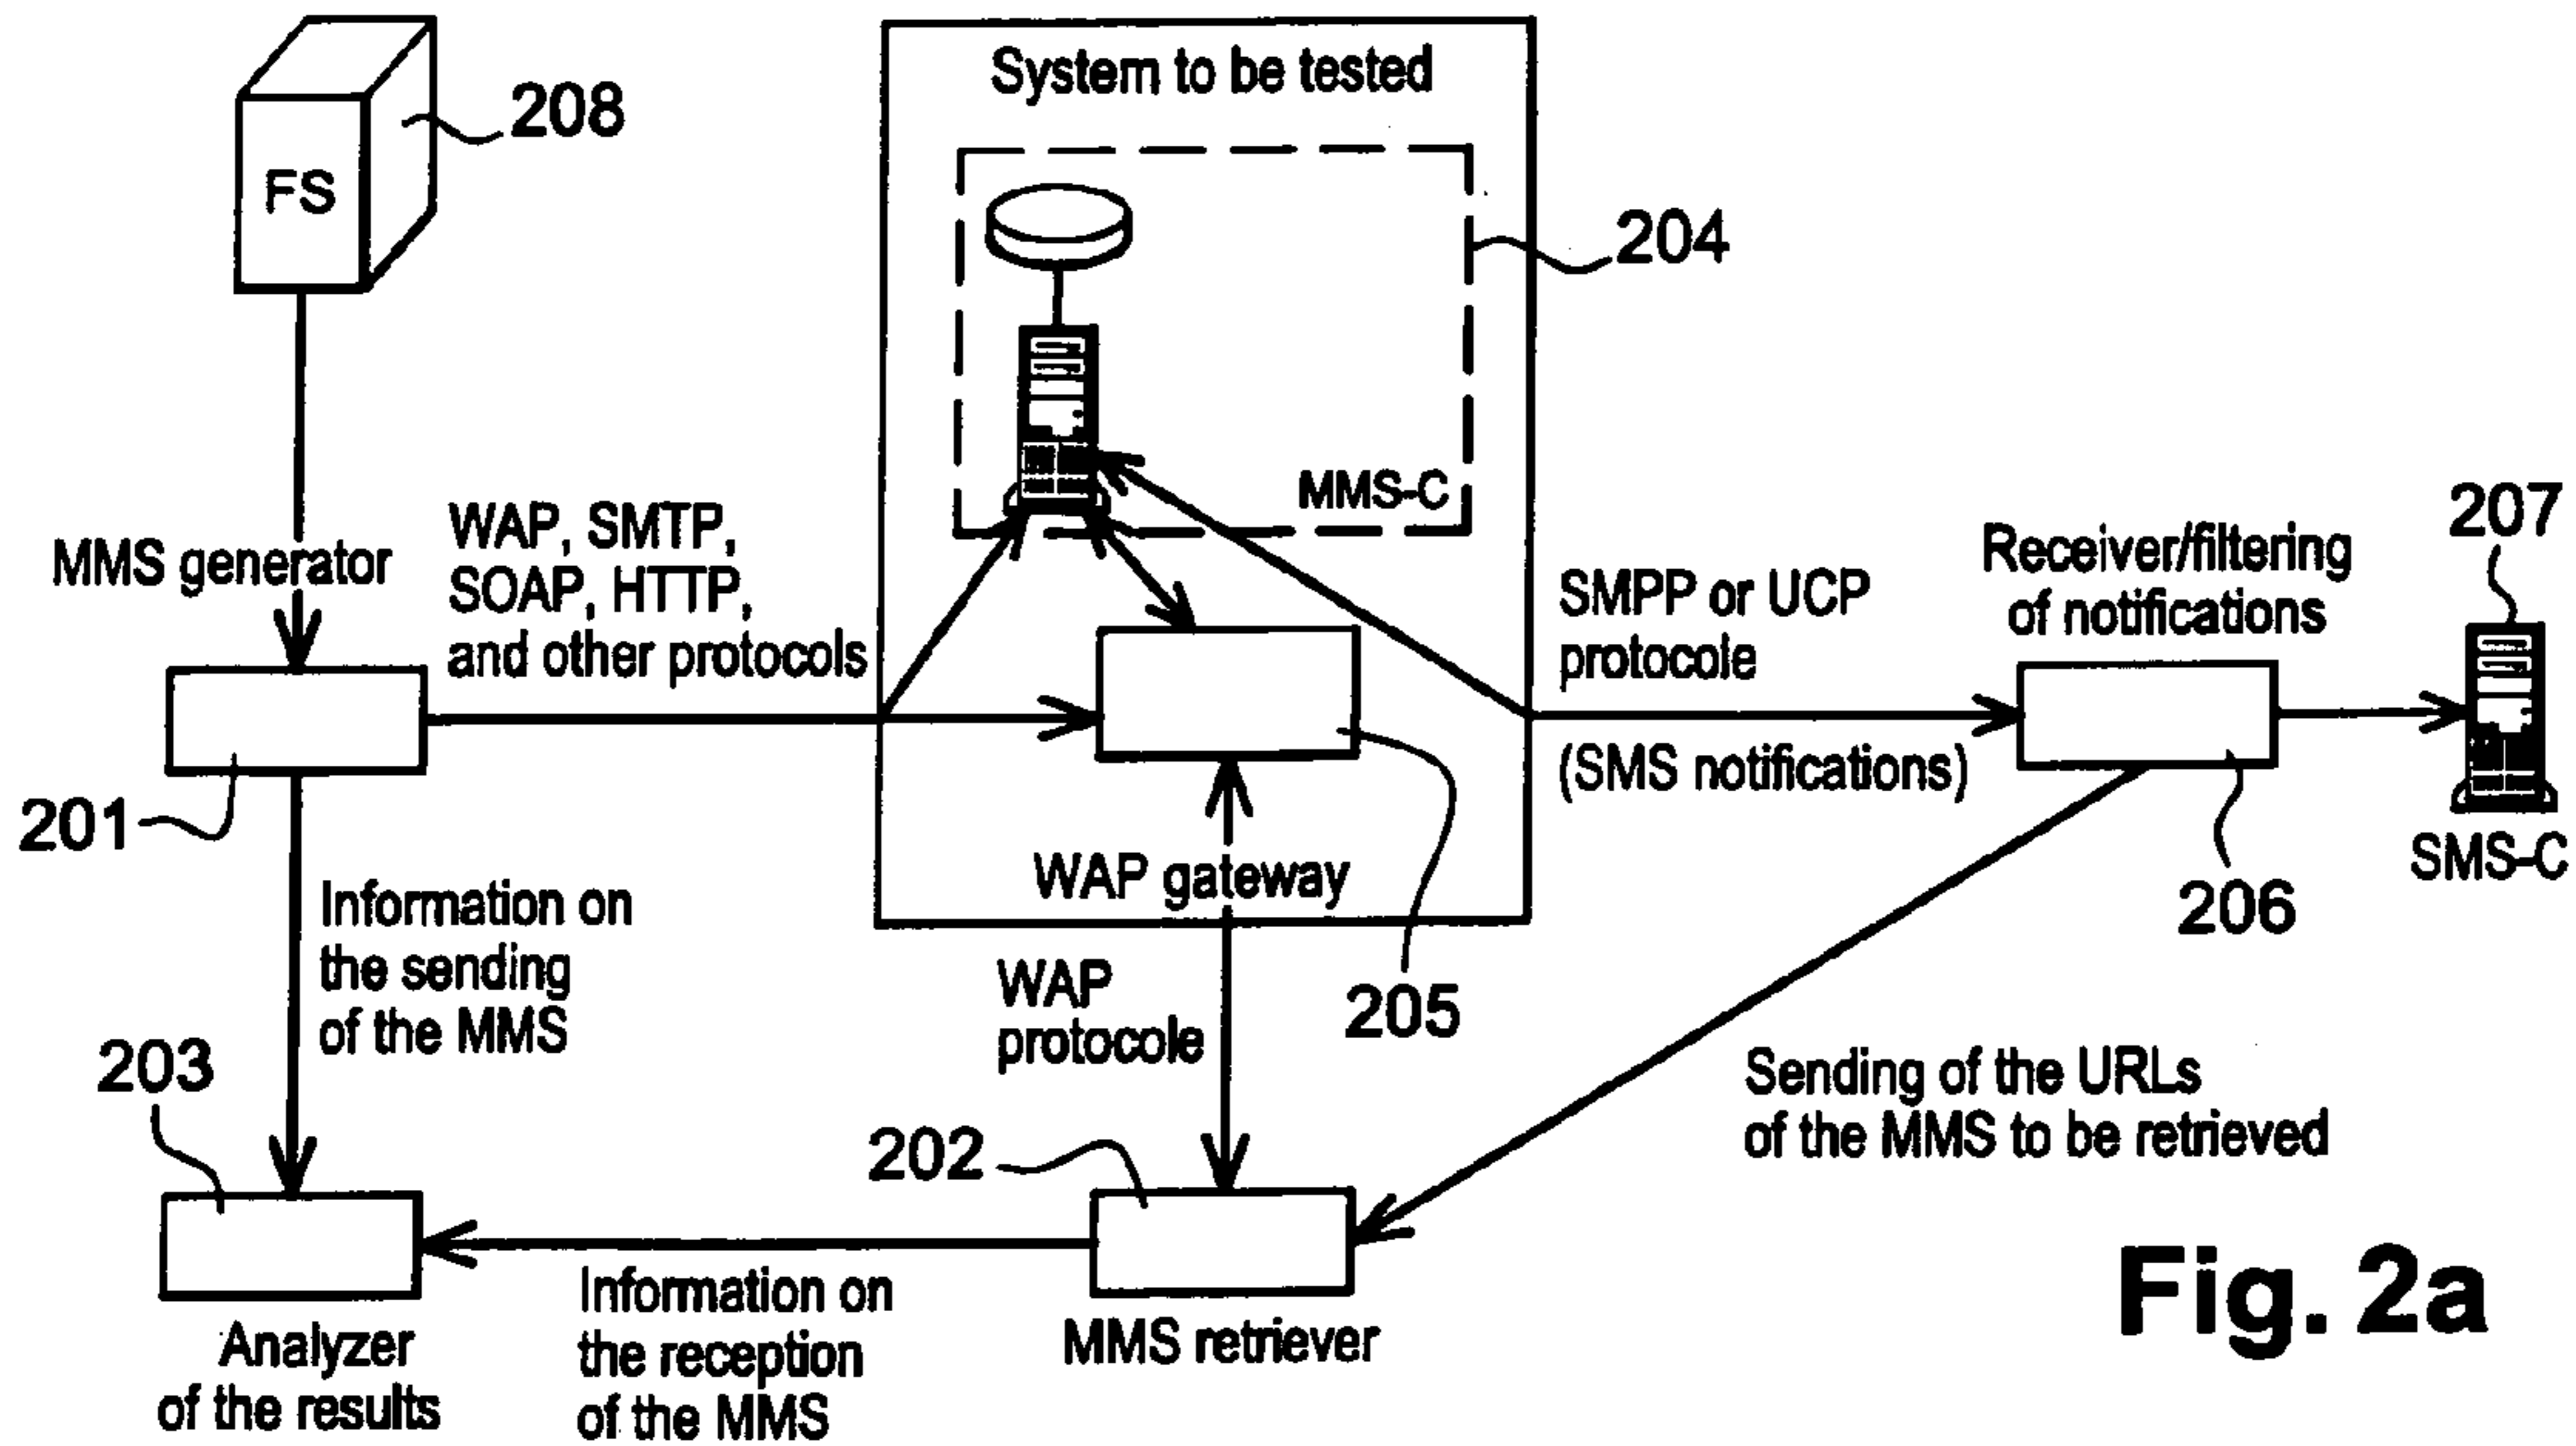 System to be tested
208
FS
204
MMS-C
MMS generator
WAP, SMTP,
SOAP, HTTP,
and other protocols
SMPP or UCP
protocole
(SMS notifications)
Receiver/filtering
of notifications
207
SMS-C
206
201
WAP gateway
205
Information on
the sending
of the MMS
WAP
protocole
203
202
Sending of the URLs
of the MMS to be retrieved
Analyzer
of the results
Information on
the reception
of the MMS
MMS retriever
Fig. 2a